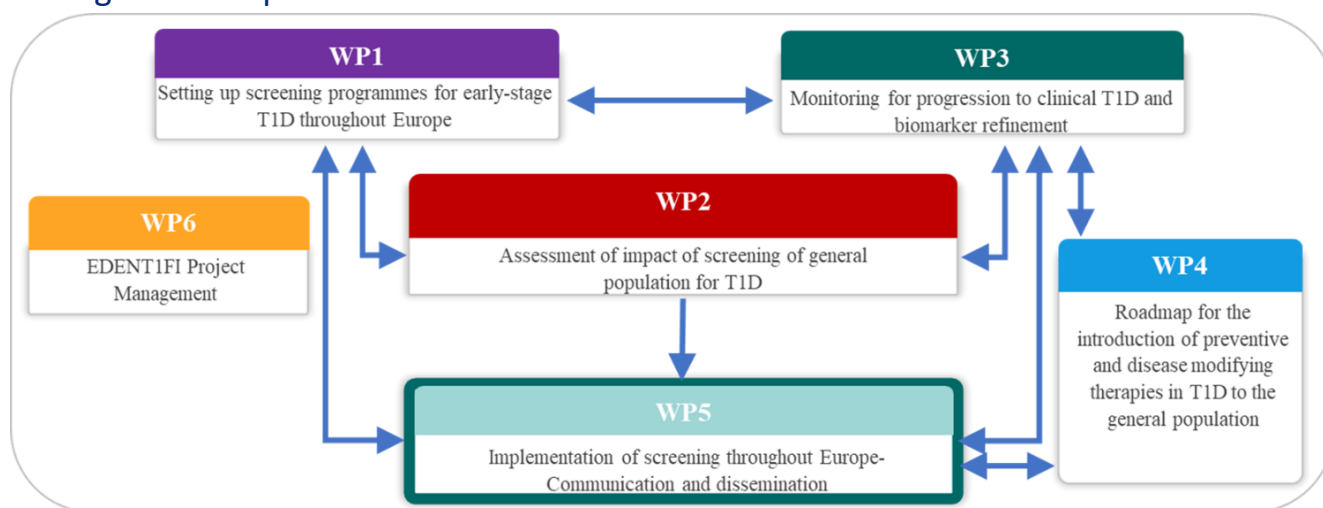 WP1
Setting up screening programmes for early-stage
T1D throughout Europe
WP3
Monitoring for progression to clinical T1D and
biomarker refinement
WP6
EDENT1FI Project
Management
WP2
Assessment of impact of screening of general
population for T1D
WP4
Roadmap for the
introduction of preventive
and disease modifying
therapies in T1D to the
general population
WP5
Implementation of screening throughout Europe-
Communication and dissemination